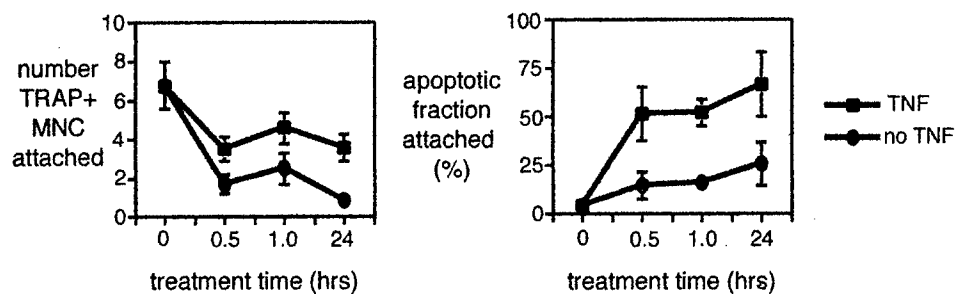 number
TRAP+
MNC
attached
10
8
6
4
2
0
0 0.5 1.0 24
treatment time (hrs)
apoptotic
fraction
attached
(%)
100
75
50
25
0
0 0.5 1.0 24
treatment time (hrs)
TNF
no TNF